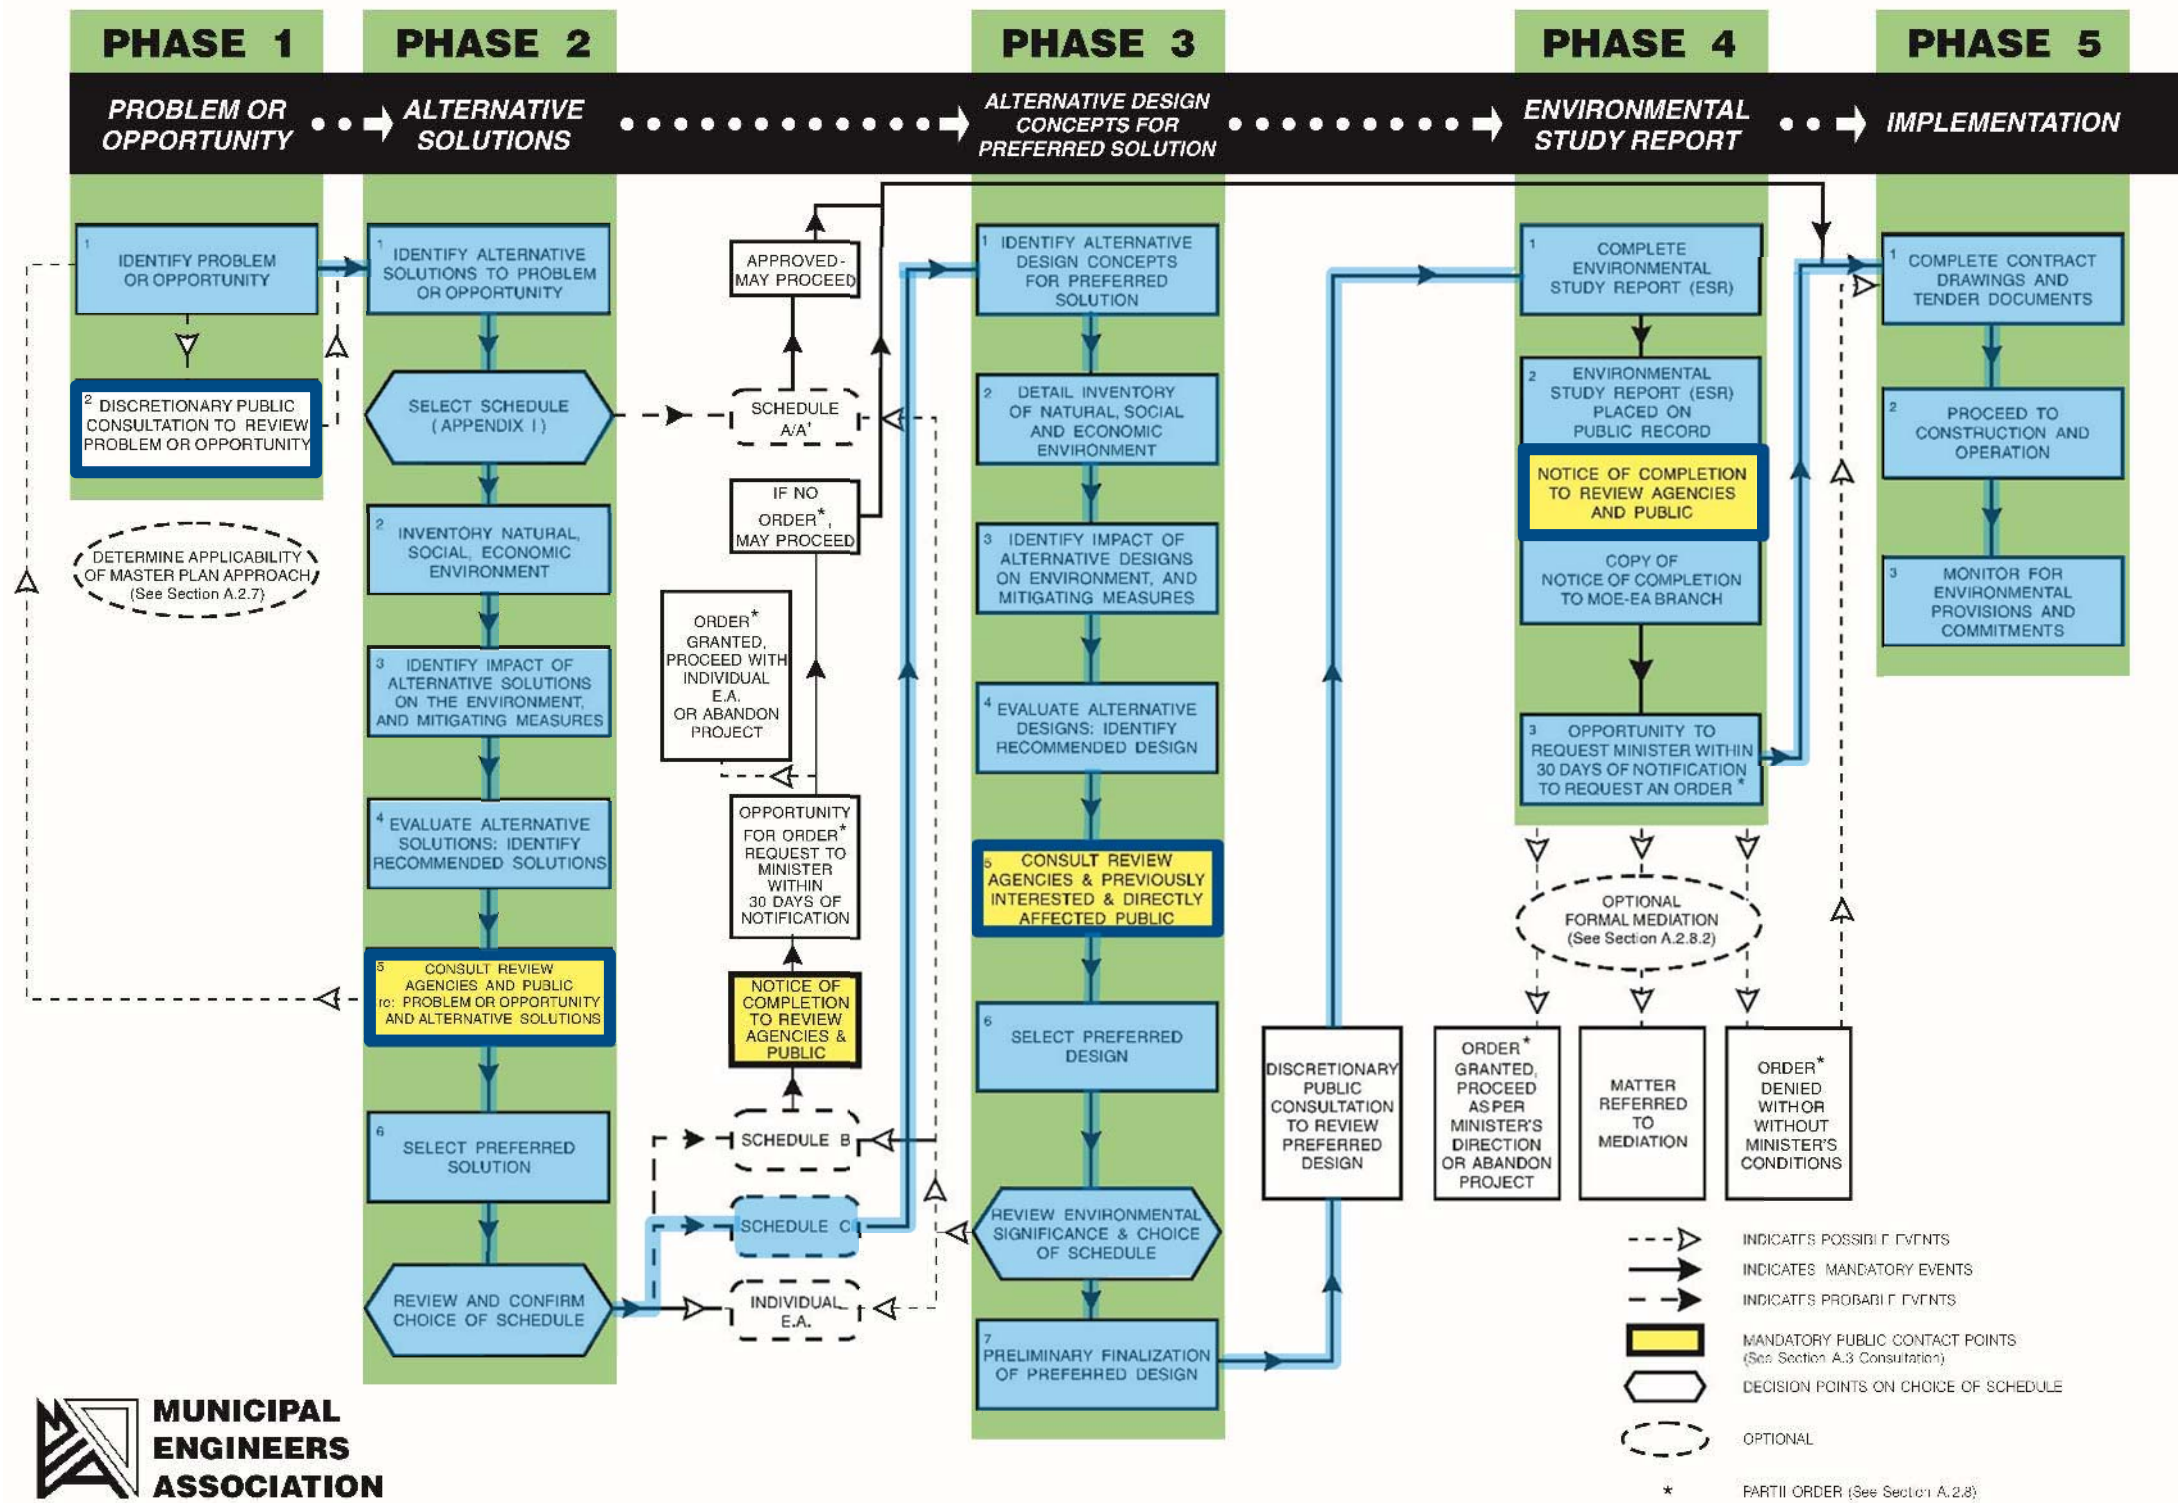 PHASE 1
PROBLEM OR
OPPORTUNITY
1
IDENTIFY PROBLEM
OR OPPORTUNITY
2
DISCRETIONARY PUBLIC
CONSULTATION TO REVIEW
PROBLEM OR OPPORTUNITY
DETERMINE APPLICABILITY
OF MASTER PLAN APPROACH
(See Section A.2.7)
PHASE 2
ALTERNATIVE
SOLUTIONS
1
IDENTIFY ALTERNATIVE
SOLUTIONS TO PROBLEM
OR OPPORTUNITY
SELECT SCHEDULE
( APPENDIX I )
2
INVENTORY NATURAL,
SOCIAL, ECONOMIC
ENVIRONMENT
3
IDENTIFY IMPACT OF
ALTERNATIVE SOLUTIONS
ON THE ENVIRONMENT,
AND MITIGATING MEASURES
4
EVALUATE ALTERNATIVE
SOLUTIONS: IDENTIFY
RECOMMENDED SOLUTIONS
5
CONSULT REVIEW
AGENCIES AND PUBLIC
re: PROBLEM OR OPPORTUNITY
AND ALTERNATIVE SOLUTIONS
6
SELECT PREFERRED
SOLUTION
REVIEW AND CONFIRM
CHOICE OF SCHEDULE
APPROVED-
MAY PROCEED
SCHEDULE
A/A+
IF NO
ORDER*,
MAY PROCEED
ORDER*
GRANTED,
PROCEED WITH
INDIVIDUAL
E.A.
OR ABANDON
PROJECT
OPPORTUNITY
FOR ORDER*
REQUEST TO
MINISTER
WITHIN
30 DAYS OF
NOTIFICATION
NOTICE OF
COMPLETION
TO REVIEW
AGENCIES &
PUBLIC
SCHEDULE B
SCHEDULE C
INDIVIDUAL
E.A.
PHASE 3
ALTERNATIVE DESIGN
CONCEPTS FOR
PREFERRED SOLUTION
1
IDENTIFY ALTERNATIVE
DESIGN CONCEPTS
FOR PREFERRED
SOLUTION
2
DETAIL INVENTORY
OF NATURAL, SOCIAL
AND ECONOMIC
ENVIRONMENT
3
IDENTIFY IMPACT OF
ALTERNATIVE DESIGNS
ON ENVIRONMENT, AND
MITIGATING MEASURES
4
EVALUATE ALTERNATIVE
DESIGNS: IDENTIFY
RECOMMENDED DESIGN
5
CONSULT REVIEW
AGENCIES & PREVIOUSLY
INTERESTED & DIRECTLY
AFFECTED PUBLIC
6
SELECT PREFERRED
DESIGN
REVIEW ENVIRONMENTAL
SIGNIFICANCE & CHOICE
OF SCHEDULE
7
PRELIMINARY FINALIZATION
OF PREFERRED DESIGN
DISCRETIONARY
PUBLIC
CONSULTATION
TO REVIEW
PREFERRED
DESIGN
PHASE 4
ENVIRONMENTAL
STUDY REPORT
1
COMPLETE
ENVIRONMENTAL
STUDY REPORT (ESR)
2
ENVIRONMENTAL
STUDY REPORT (ESR)
PLACED ON
PUBLIC RECORD
NOTICE OF COMPLETION
TO REVIEW AGENCIES
AND PUBLIC
COPY OF
NOTICE OF COMPLETION
TO MOE-EA BRANCH
3
OPPORTUNITY TO
REQUEST MINISTER WITHIN
30 DAYS OF NOTIFICATION
TO REQUEST AN ORDER *
OPTIONAL
FORMAL MEDIATION
(See Section A.2.8.2)
ORDER*
GRANTED,
PROCEED
AS PER
MINISTER'S
DIRECTION
OR ABANDON
PROJECT
MATTER
REFERRED
TO
MEDIATION
ORDER*
DENIED
WITH OR
WITHOUT
MINISTER'S
CONDITIONS
PHASE 5
IMPLEMENTATION
1
COMPLETE CONTRACT
DRAWINGS AND
TENDER DOCUMENTS
2
PROCEED TO
CONSTRUCTION AND
OPERATION
3
MONITOR FOR
ENVIRONMENTAL
PROVISIONS AND
COMMITMENTS
INDICATES POSSIBLE EVENTS
INDICATES MANDATORY EVENTS
INDICATES PROBABLE EVENTS
MANDATORY PUBLIC CONTACT POINTS
(See Section A.3 Consultation)
DECISION POINTS ON CHOICE OF SCHEDULE
OPTIONAL
* PART II ORDER (See Section A.2.8)
MUNICIPAL
ENGINEERS
ASSOCIATION